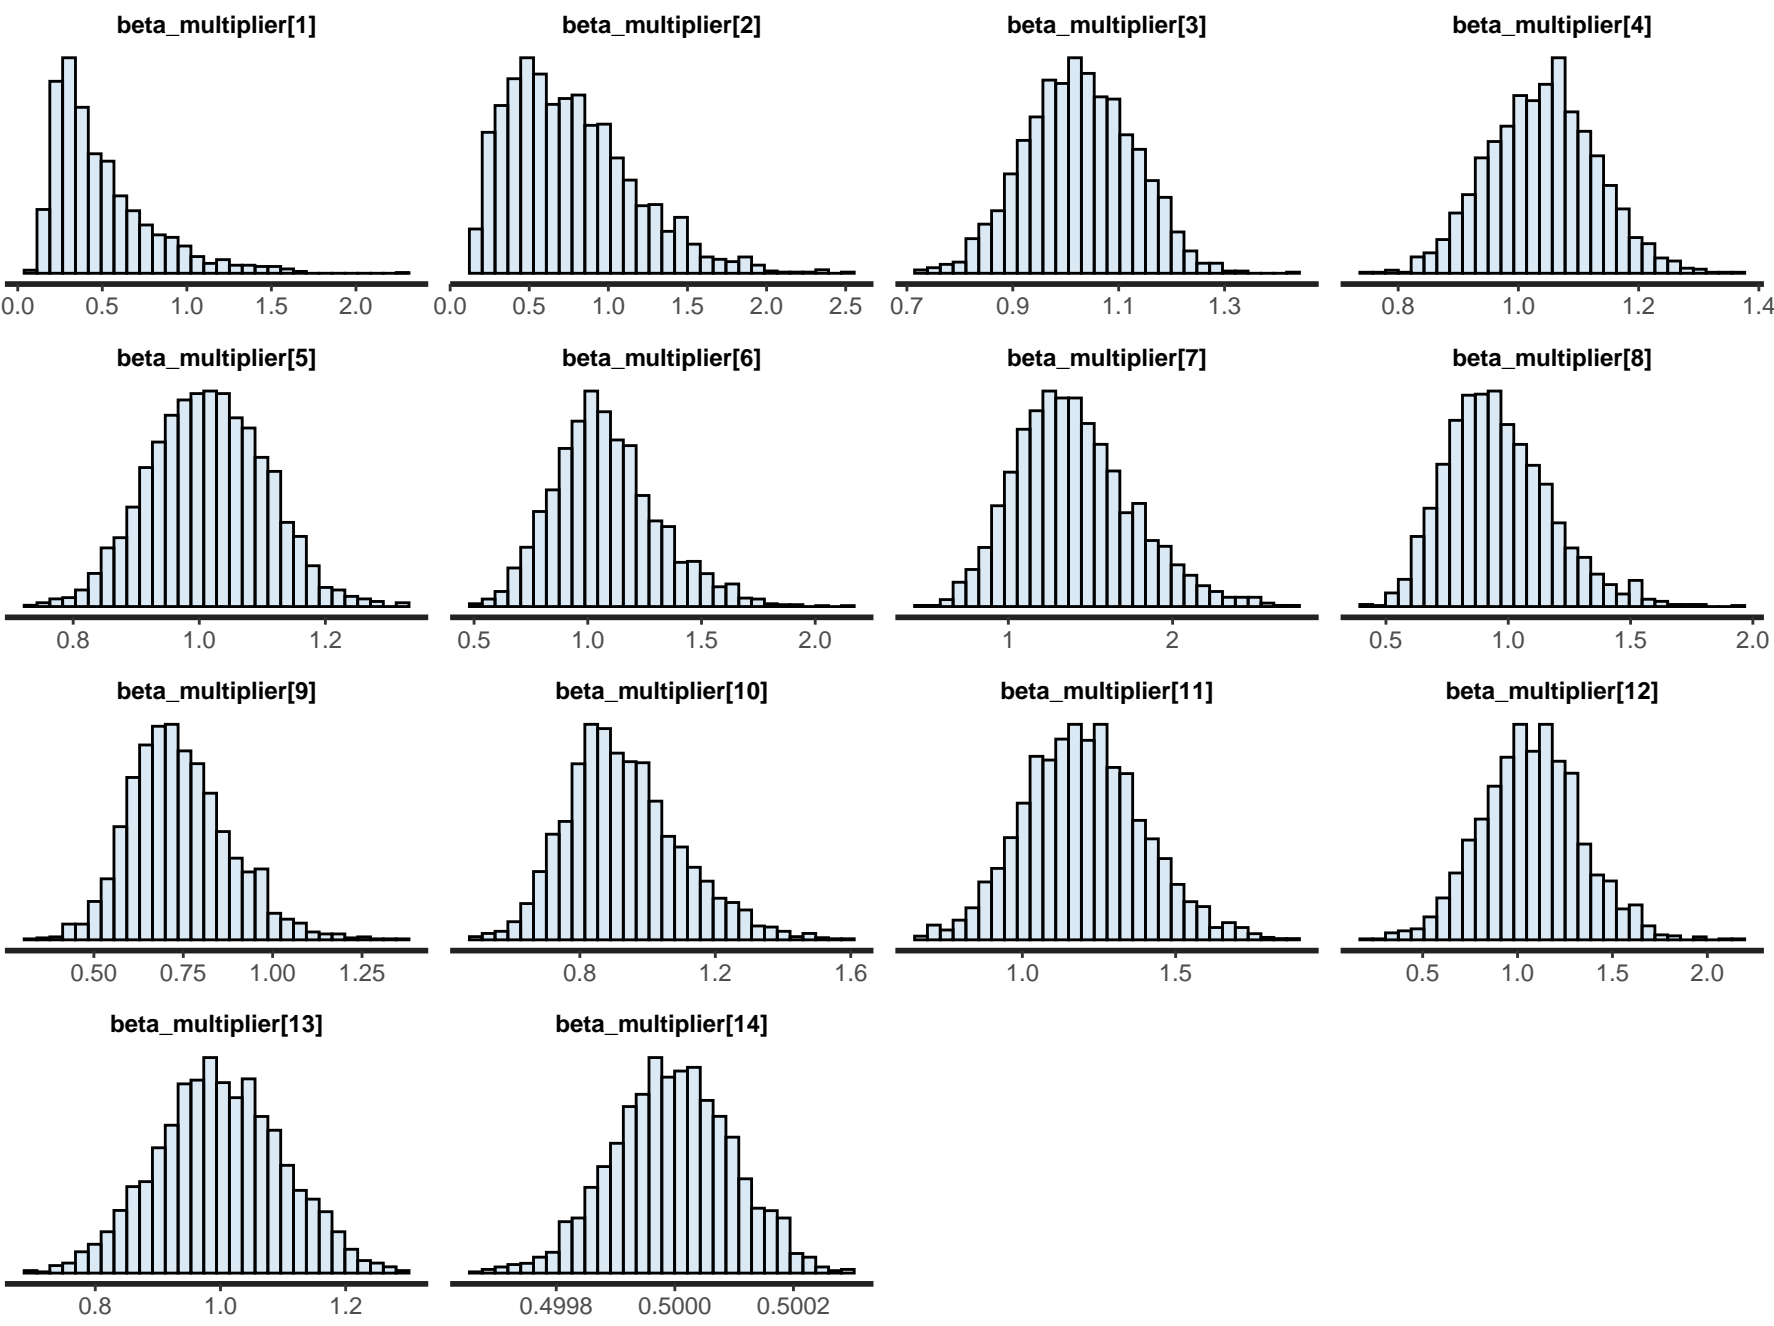 beta_multiplier[1] beta_multiplier[2] beta_multiplier[3] beta_multiplier[4]
0.0 0.5 1.0 1.5 2.0 0.0 0.5 1.0 1.5 2.0 2.5 0.7 0.9 1.1 1.3 0.8 1.0 1.2 1.4
beta_multiplier[5] beta_multiplier[6] beta_multiplier[7] beta_multiplier[8]
0.8 1.0 1.2 0.5 1.0 1.5 2.0 1 2 0.5 1.0 1.5 2.0
beta_multiplier[9] beta_multiplier[10] beta_multiplier[11] beta_multiplier[12]
0.50 0.75 1.00 1.25 0.8 1.2 1.6 1.0 1.5 0.5 1.0 1.5 2.0
beta_multiplier[13] beta_multiplier[14]
0.8 1.0 1.2 0.4998 0.5000 0.5002